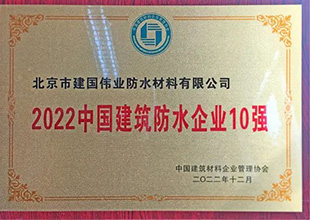 北京市建国伟业防水材料有限公司
2022中国建筑防水企业10强
中国建筑材料企业管理协会
二〇二二年十二月